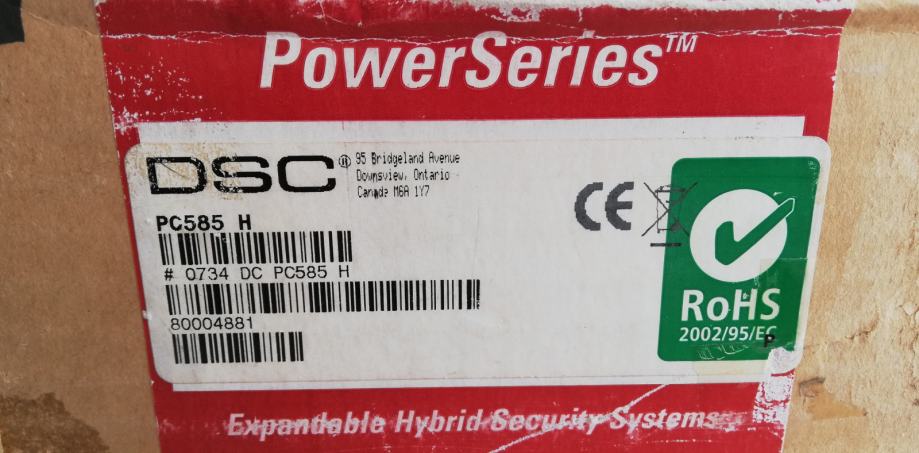 PowerSeries™
DSC®
95 Bridgeland Avenue
Downsview, Ontario
Canada M6A 1Y7
PC585 H
# 0734 DC PC585 H
80004881
CE
RoHS
2002/95/EC
P
Expandable Hybrid Security Systems